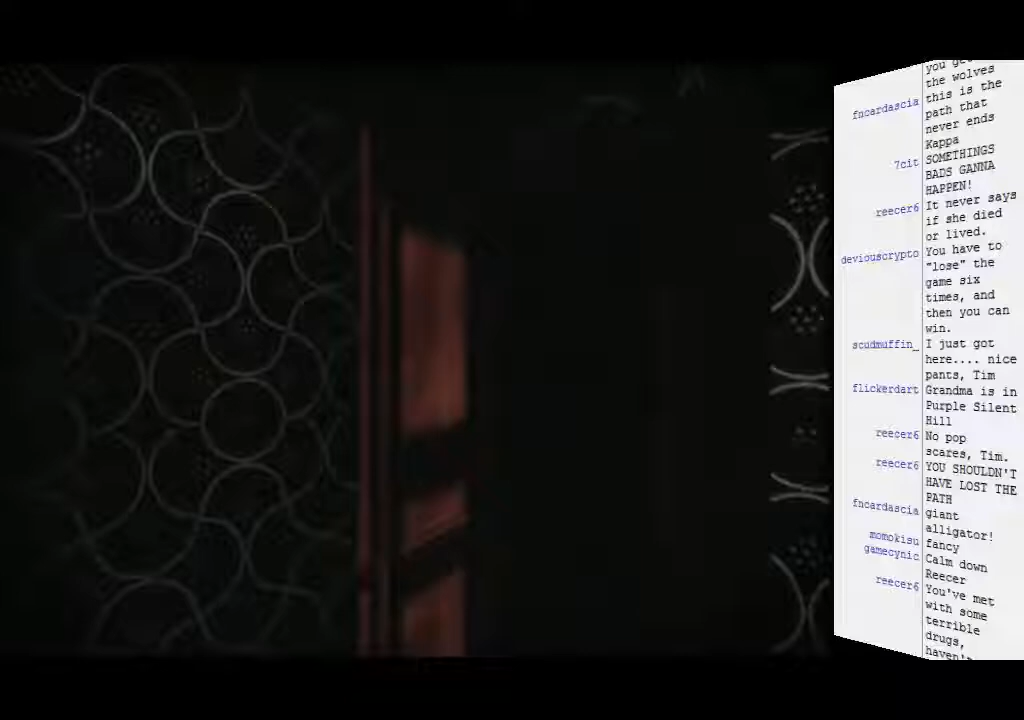 you ge
the wolves
fncardascia this is the
path that
never ends
Kappa
7cit SOMETHINGS
BADS GANNA
HAPPEN!
reecer6 It never says
if she died
or lived.
deviouscrypto You have to
"lose" the
game six
times, and
then you can
win.
scudmuffin_ I just got
here.... nice
pants, Tim
flickerdart Grandma is in
Purple Silent
Hill
reecer6 No pop
scares, Tim.
reecer6 YOU SHOULDN'T
HAVE LOST THE
PATH
fncardascia giant
alligator!
momokisu fancy
gamecynic Calm down
Reecer
reecer6 You've met
with some
terrible
drugs,
haven'